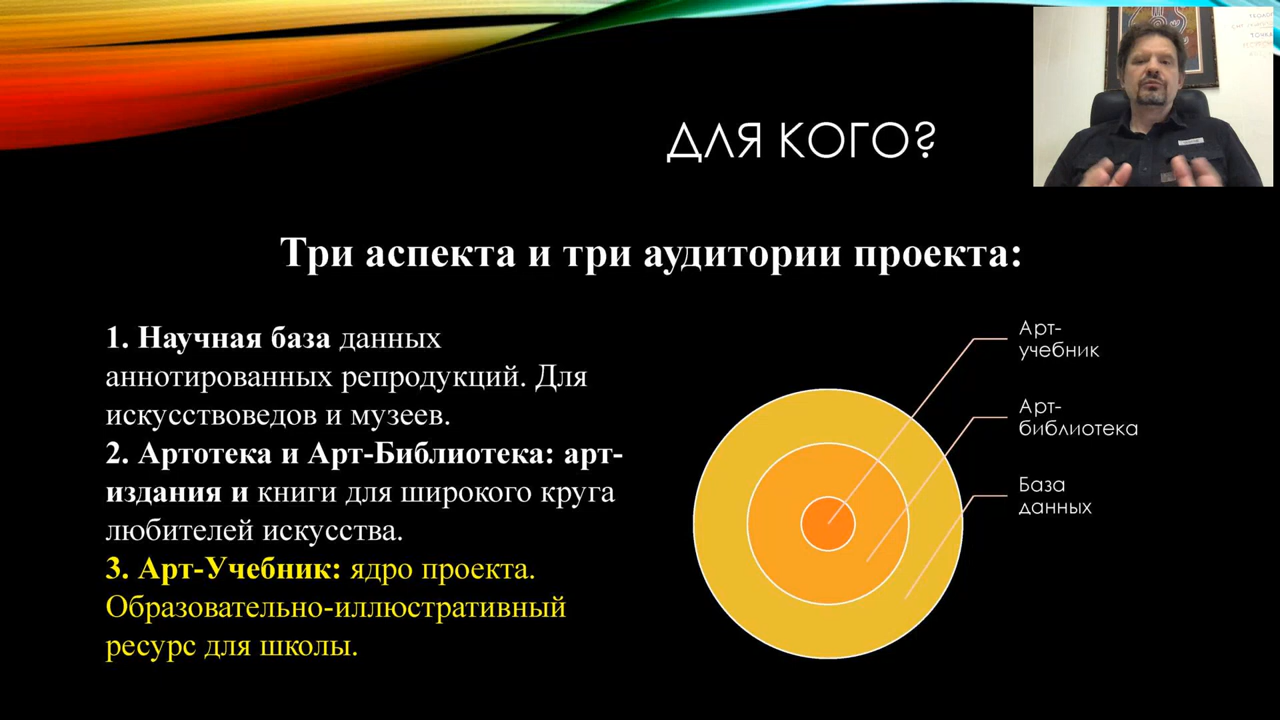 ДЛЯ КОГО?
Три аспекта и три аудитории проекта:
1. Научная база данных
аннотированных репродукций. Для
искусствоведов и музеев.
2. Артотека и Арт-Библиотека: арт-
издания и книги для широкого круга
любителей искусства.
3. Арт-Учебник: ядро проекта.
Образовательно-иллюстративный
ресурс для школы.
Арт-
учебник
Арт-
библиотека
База
данных